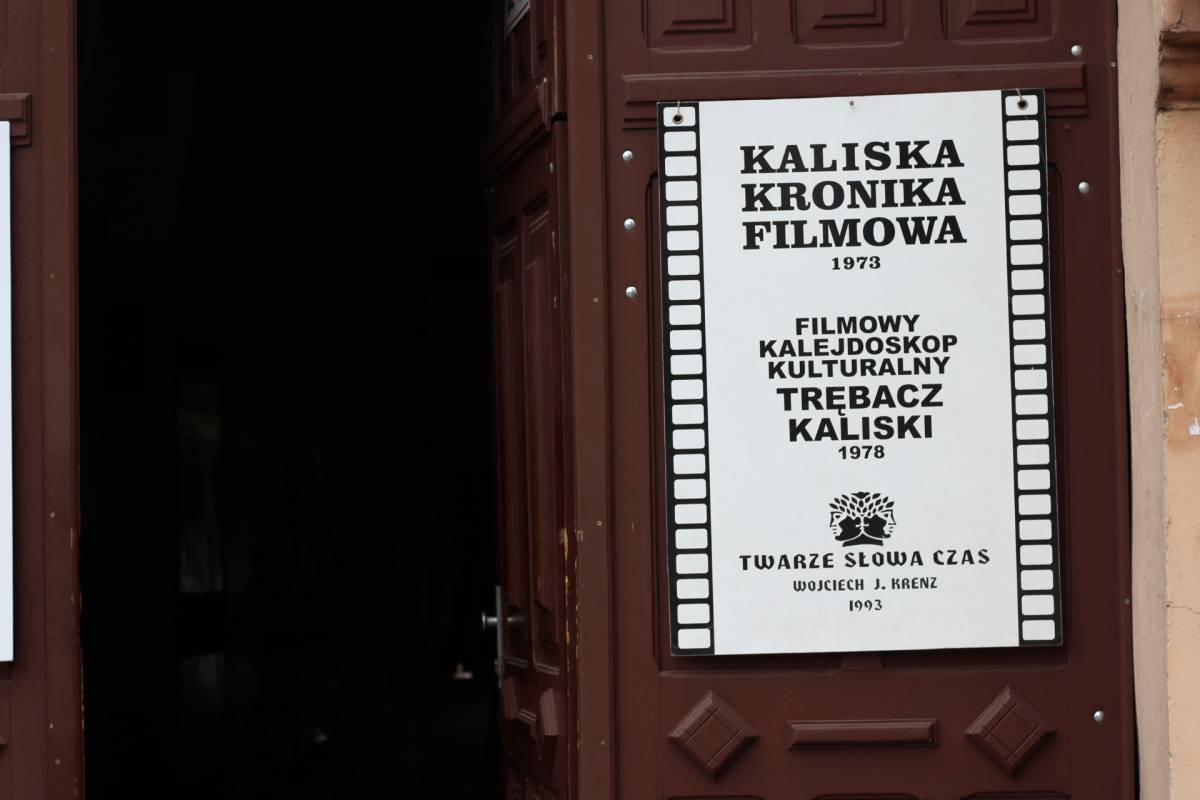 KALISKA
KRONIKA
FILMOWA
1973
FILMOWY
KALEJDOSKOP
KULTURALNY
TRĘBACZ
KALISKI
1978
TWARZE SŁOWA CZAS
WOJCIECH J. KRENZ
1993